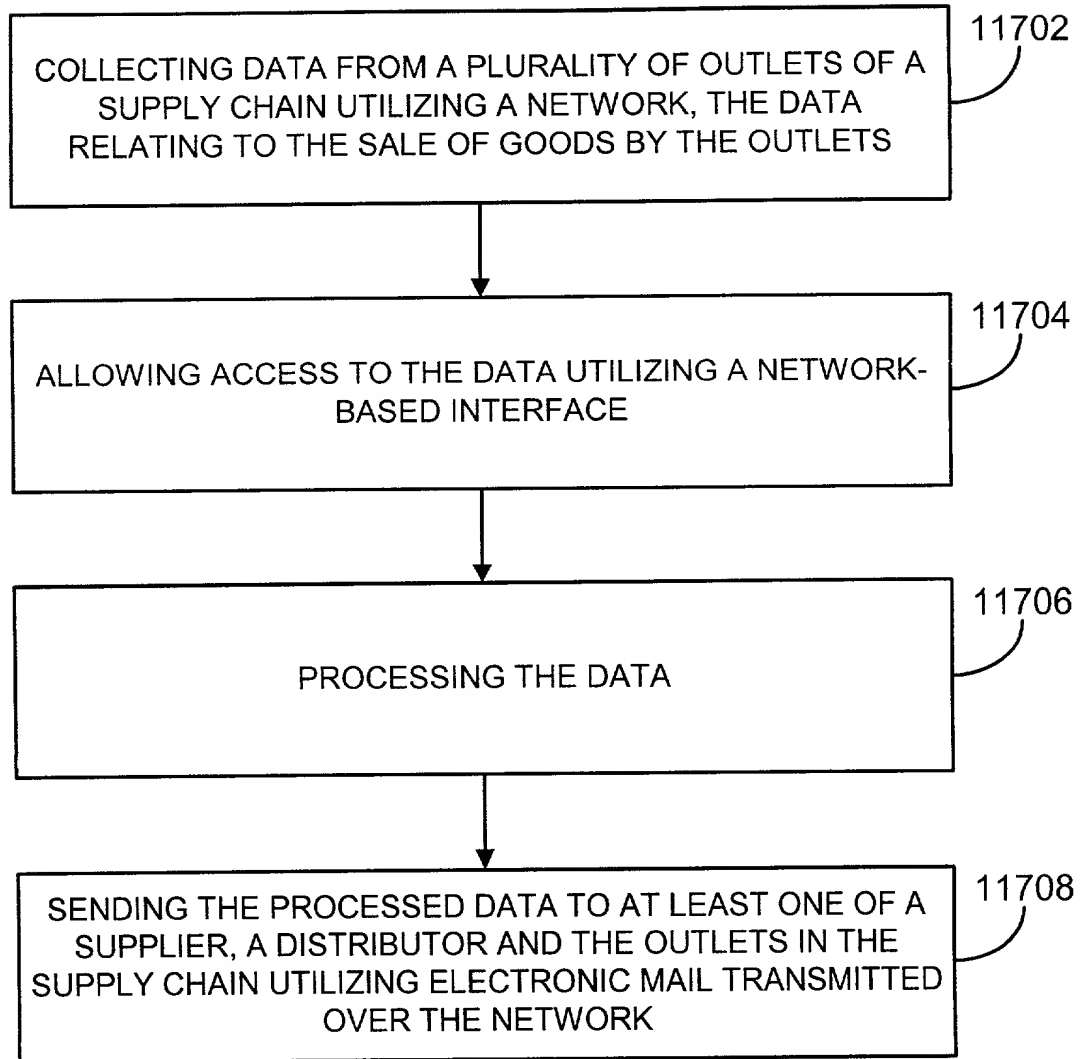 11702
COLLECTING DATA FROM A PLURALITY OF OUTLETS OF A
SUPPLY CHAIN UTILIZING A NETWORK, THE DATA
RELATING TO THE SALE OF GOODS BY THE OUTLETS
11704
ALLOWING ACCESS TO THE DATA UTILIZING A NETWORK-
BASED INTERFACE
11706
PROCESSING THE DATA
11708
SENDING THE PROCESSED DATA TO AT LEAST ONE OF A
SUPPLIER, A DISTRIBUTOR AND THE OUTLETS IN THE
SUPPLY CHAIN UTILIZING ELECTRONIC MAIL TRANSMITTED
OVER THE NETWORK